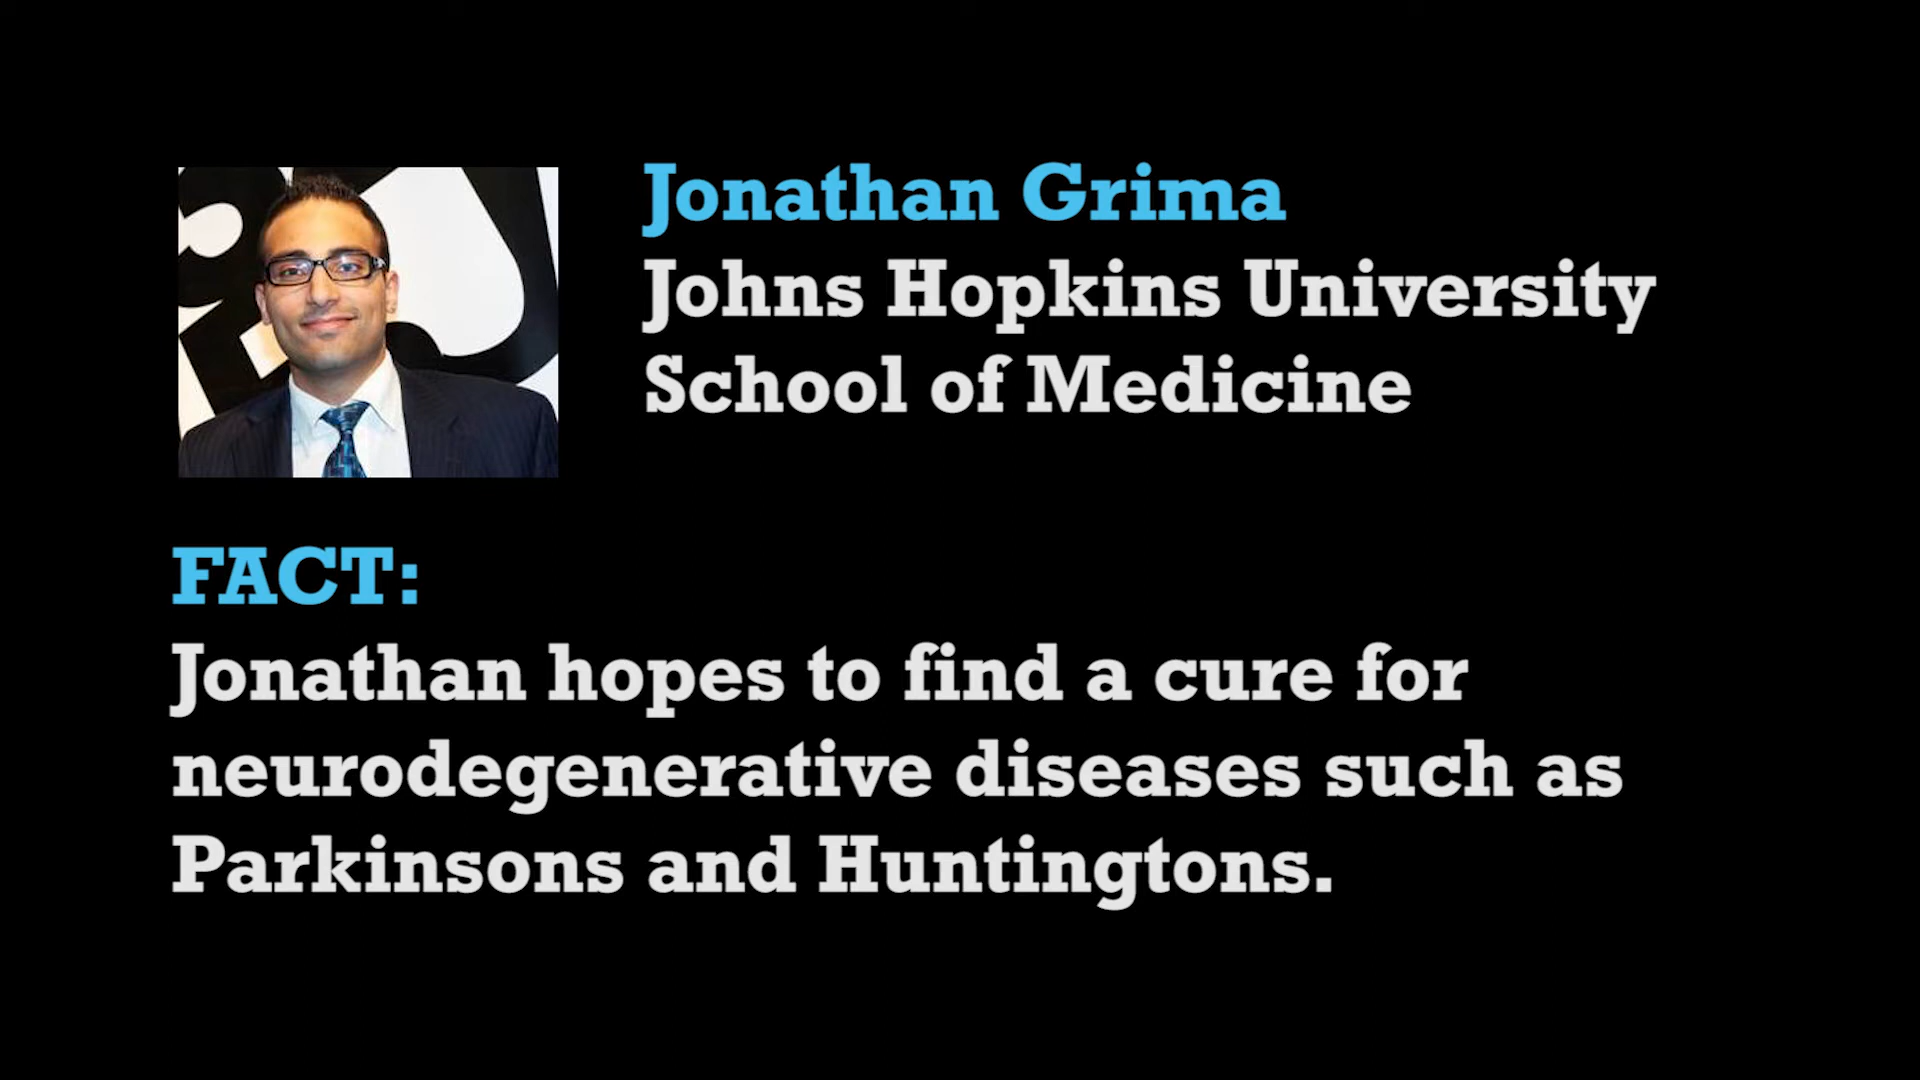 Jonathan Grima
Johns Hopkins University
School of Medicine
FACT:
Jonathan hopes to find a cure for
neurodegenerative diseases such as
Parkinsons and Huntingtons.